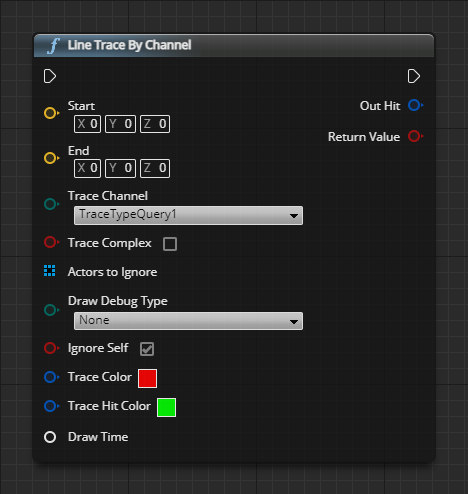 f Line Trace By Channel
Start
Out Hit
X 0 Y 0 Z 0
Return Value
End
X 0 Y 0 Z 0
Trace Channel
TraceTypeQuery1
Trace Complex
Actors to Ignore
Draw Debug Type
None
Ignore Self
Trace Color
Trace Hit Color
Draw Time